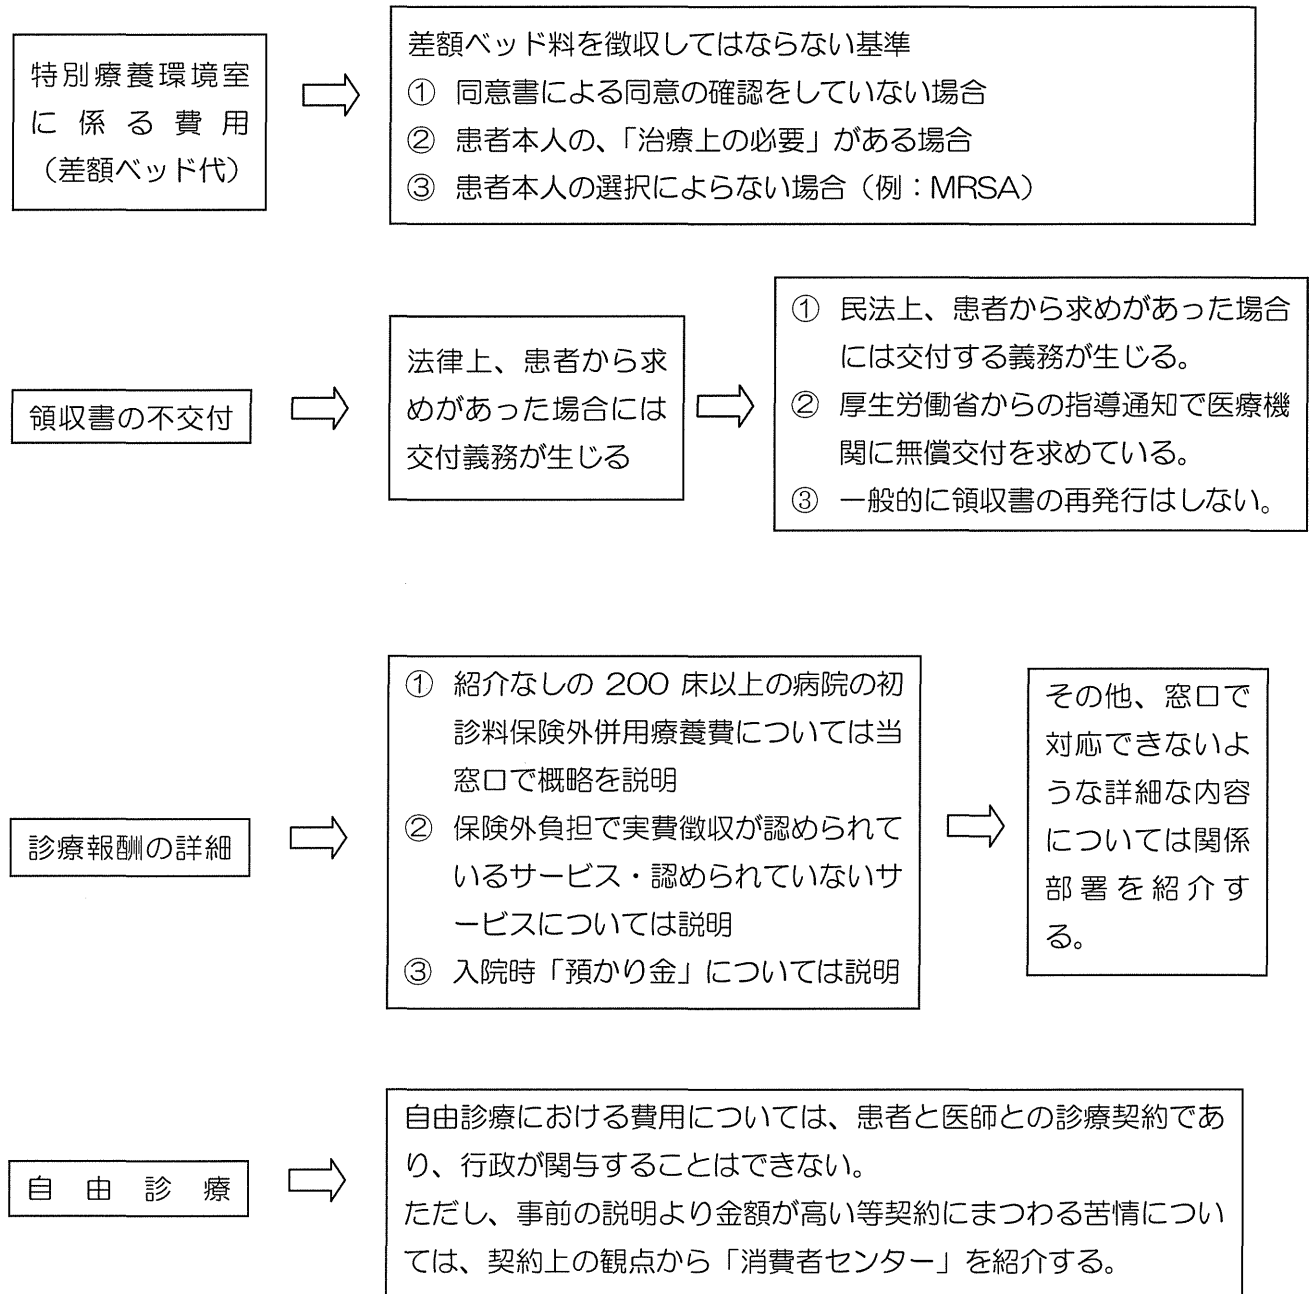 特別療養環境室
に係る費用
（差額ベッド代）
差額ベッド料を徴収してはならない基準
① 同意書による同意の確認をしていない場合
② 患者本人の、「治療上の必要」がある場合
③ 患者本人の選択によらない場合（例：MRSA）
領収書の不交付
法律上、患者から求
めがあった場合には
交付義務が生じる
① 民法上、患者から求めがあった場合
には交付する義務が生じる。
② 厚生労働省からの指導通知で医療機
関に無償交付を求めている。
③ 一般的に領収書の再発行はしない。
診療報酬の詳細
① 紹介なしの 200 床以上の病院の初
診料保険外併用療養費については当
窓口で概略を説明
② 保険外負担で実費徴収が認められて
いるサービス・認められていないサ
ービスについては説明
③ 入院時「預かり金」については説明
その他、窓口で
対応できないよ
うな詳細な内容
については関係
部署を紹介す
る。
自由診療
自由診療における費用については、患者と医師との診療契約であ
り、行政が関与することはできない。
ただし、事前の説明より金額が高い等契約にまつわる苦情につい
ては、契約上の観点から「消費者センター」を紹介する。